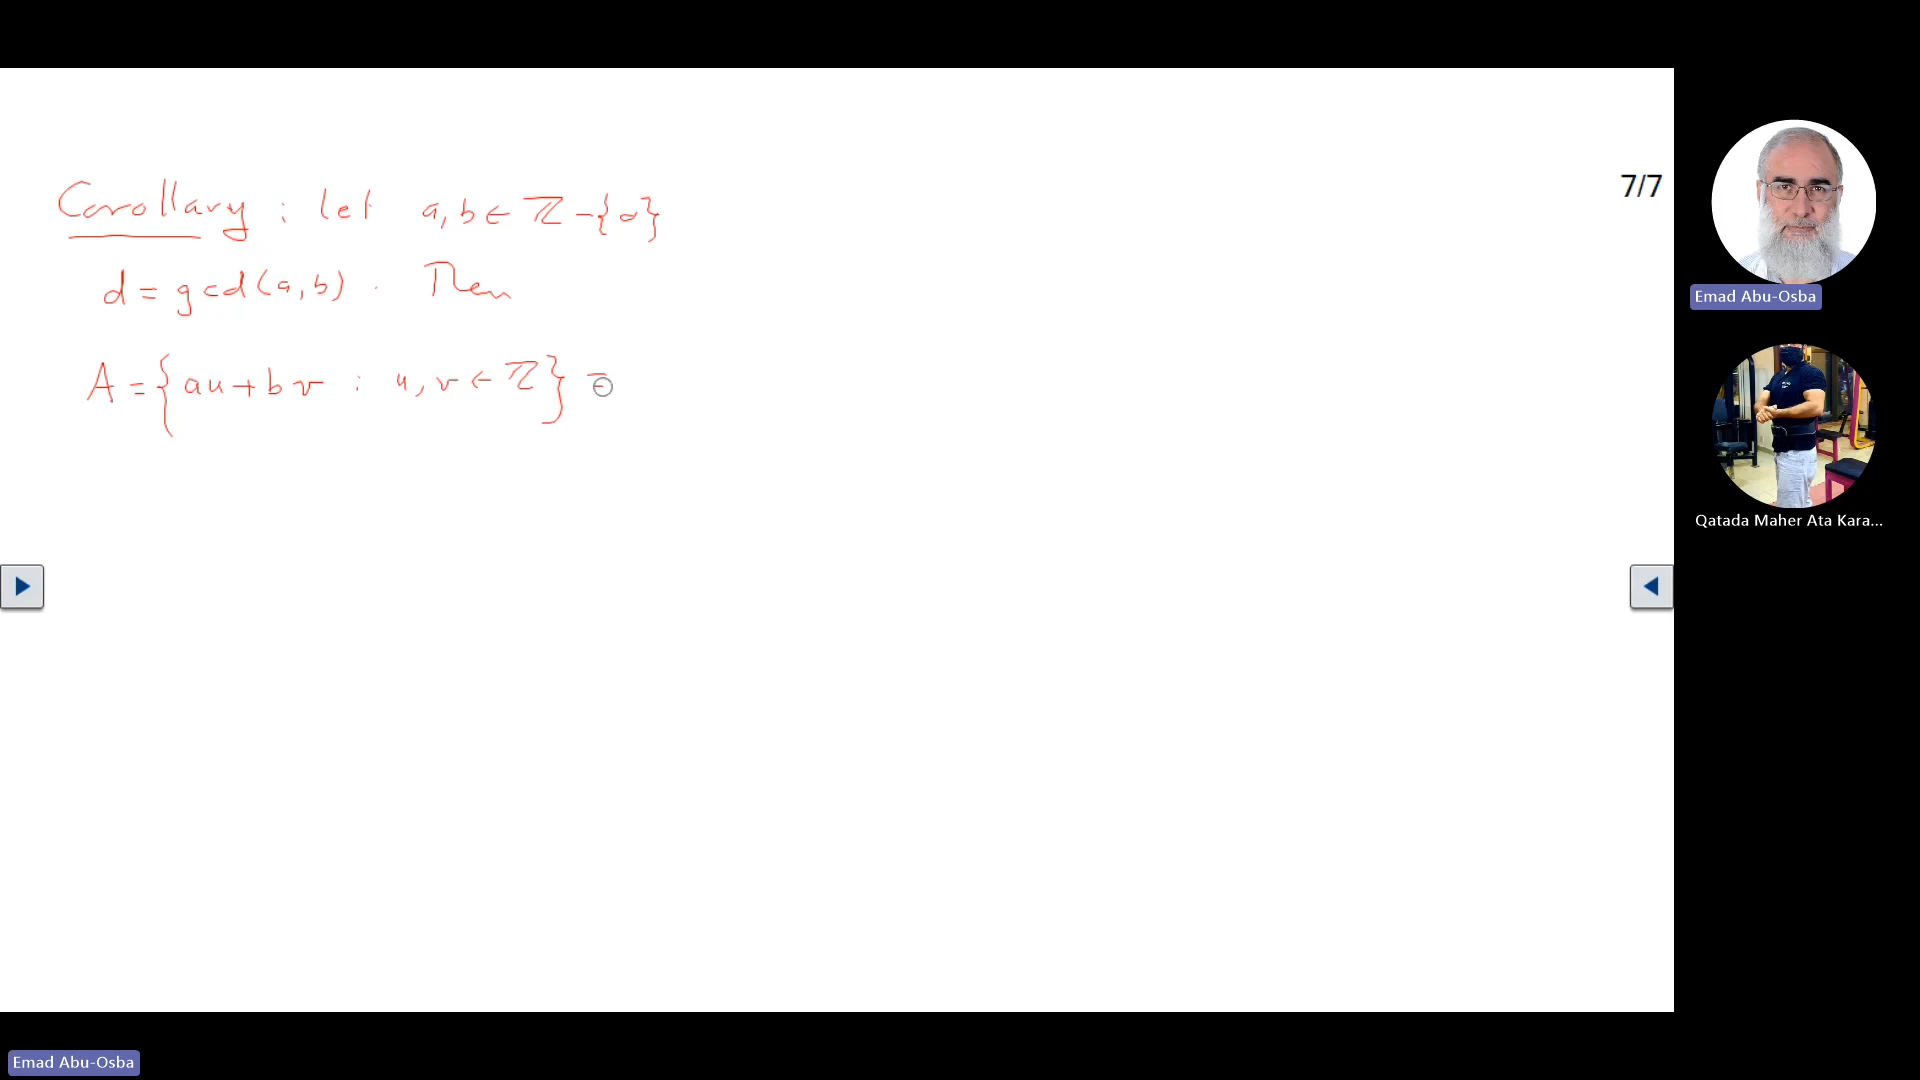 Corollary : let a, b ∈ ℤ - {0}
d = gcd(a, b) . Then
A = { au + bv : u, v ∈ ℤ } =
7/7
Emad Abu-Osba
Qatada Maher Ata Kara...
Emad Abu-Osba